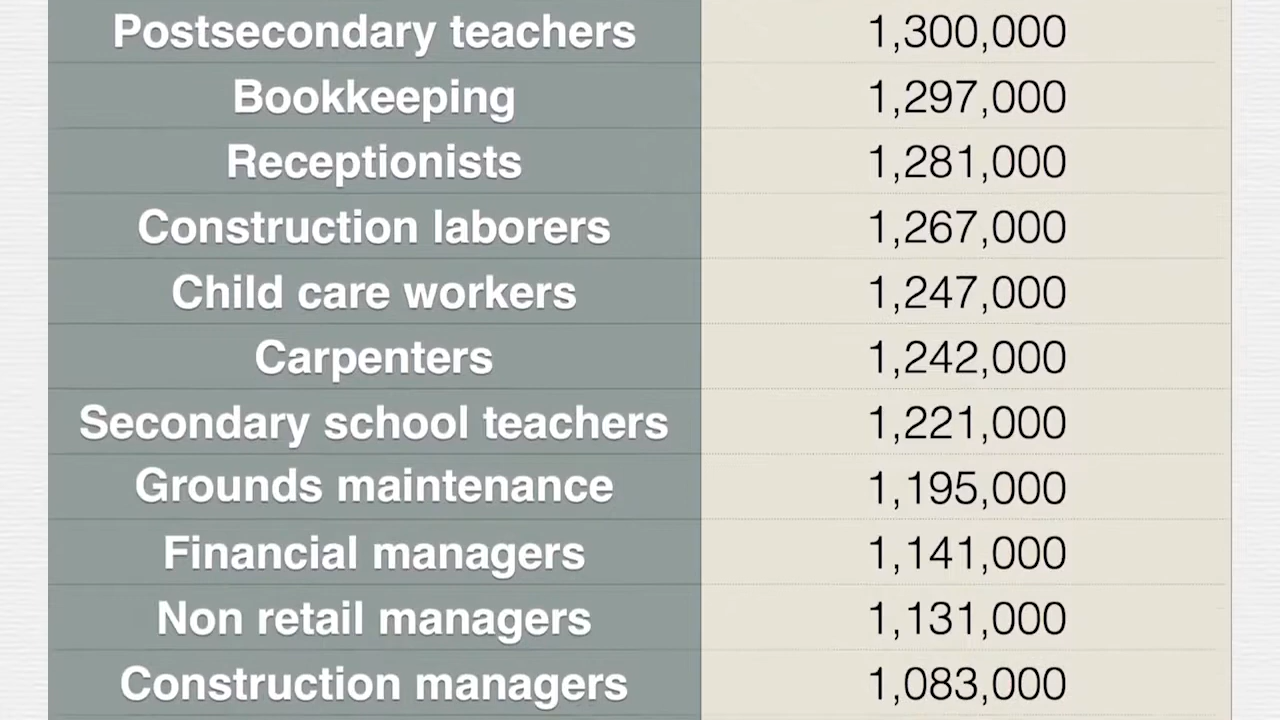 Postsecondary teachers 1,300,000
Bookkeeping 1,297,000
Receptionists 1,281,000
Construction laborers 1,267,000
Child care workers 1,247,000
Carpenters 1,242,000
Secondary school teachers 1,221,000
Grounds maintenance 1,195,000
Financial managers 1,141,000
Non retail managers 1,131,000
Construction managers 1,083,000